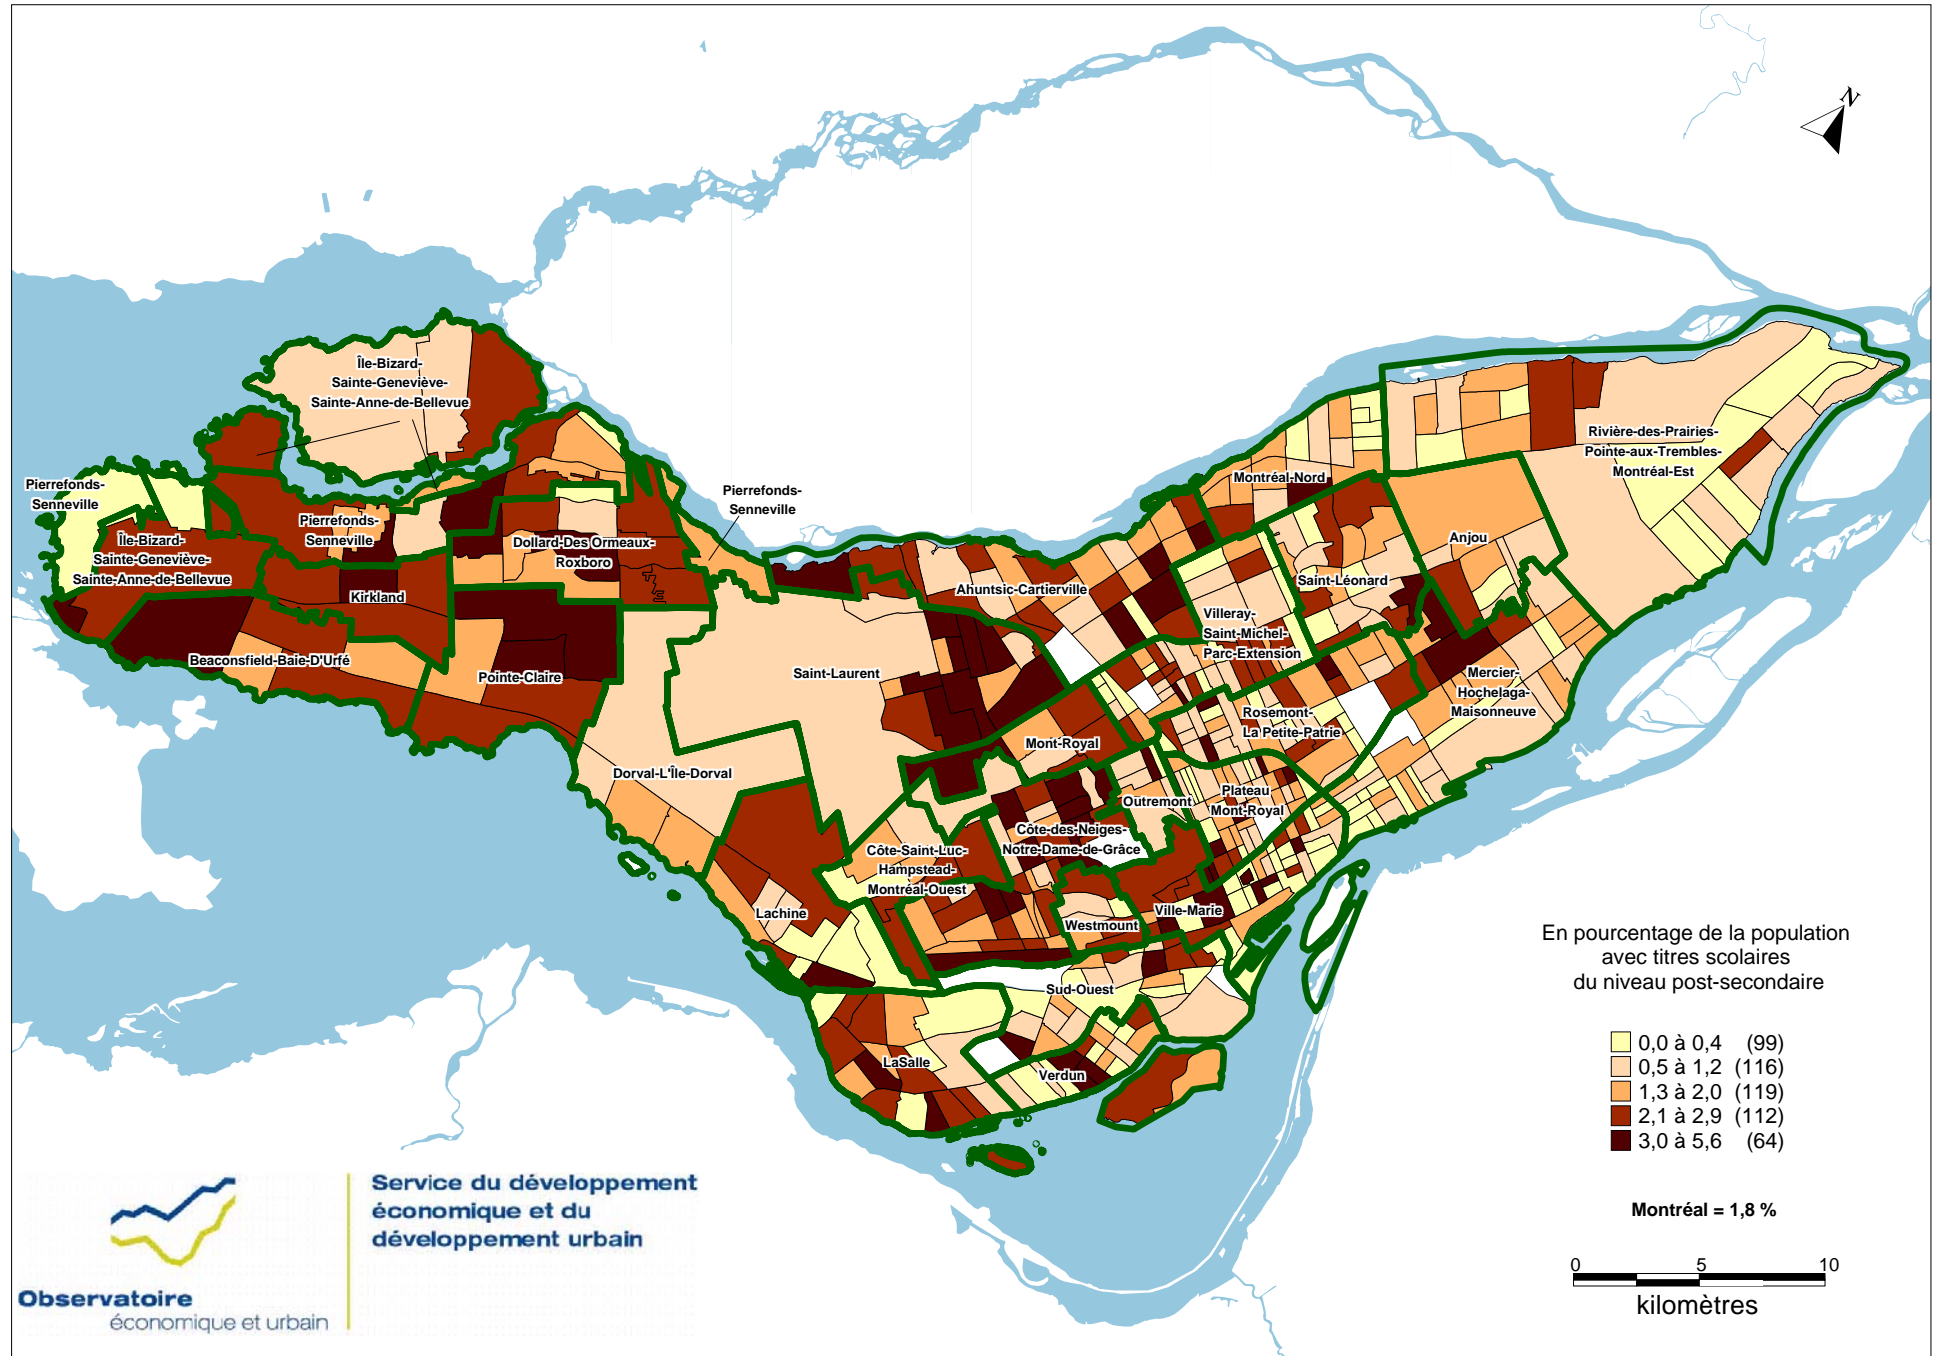 N
Île-Bizard-
Sainte-Geneviève-
Sainte-Anne-de-Bellevue
Pierrefonds-
Senneville
Pierrefonds-
Senneville
Pierrefonds-
Senneville
Île-Bizard-
Sainte-Geneviève-
Sainte-Anne-de-Bellevue
Dollard-Des Ormeaux-
Roxboro
Kirkland
Beaconsfield-Baie-D'Urfé
Pointe-Claire
Rivière-des-Prairies-
Pointe-aux-Trembles-
Montréal-Est
Montréal-Nord
Anjou
Saint-Léonard
Ahuntsic-Cartierville
Villeray-
Saint-Michel-
Parc-Extension
Saint-Laurent
Mercier-
Hochelaga-
Maisonneuve
Rosemont-
La Petite-Patrie
Mont-Royal
Dorval-L'Île-Dorval
Outremont
Plateau
Mont-Royal
Côte-des-Neiges-
Notre-Dame-de-Grâce
Côte-Saint-Luc-
Hampstead-
Montréal-Ouest
Lachine
Westmount
Ville-Marie
Sud-Ouest
LaSalle
Verdun
En pourcentage de la population
avec titres scolaires
du niveau post-secondaire
0,0 à 0,4 (99)
0,5 à 1,2 (116)
1,3 à 2,0 (119)
2,1 à 2,9 (112)
3,0 à 5,6 (64)
Montréal = 1,8 %
0 5 10
kilomètres
Service du développement
économique et du
développement urbain
Observatoire
économique et urbain